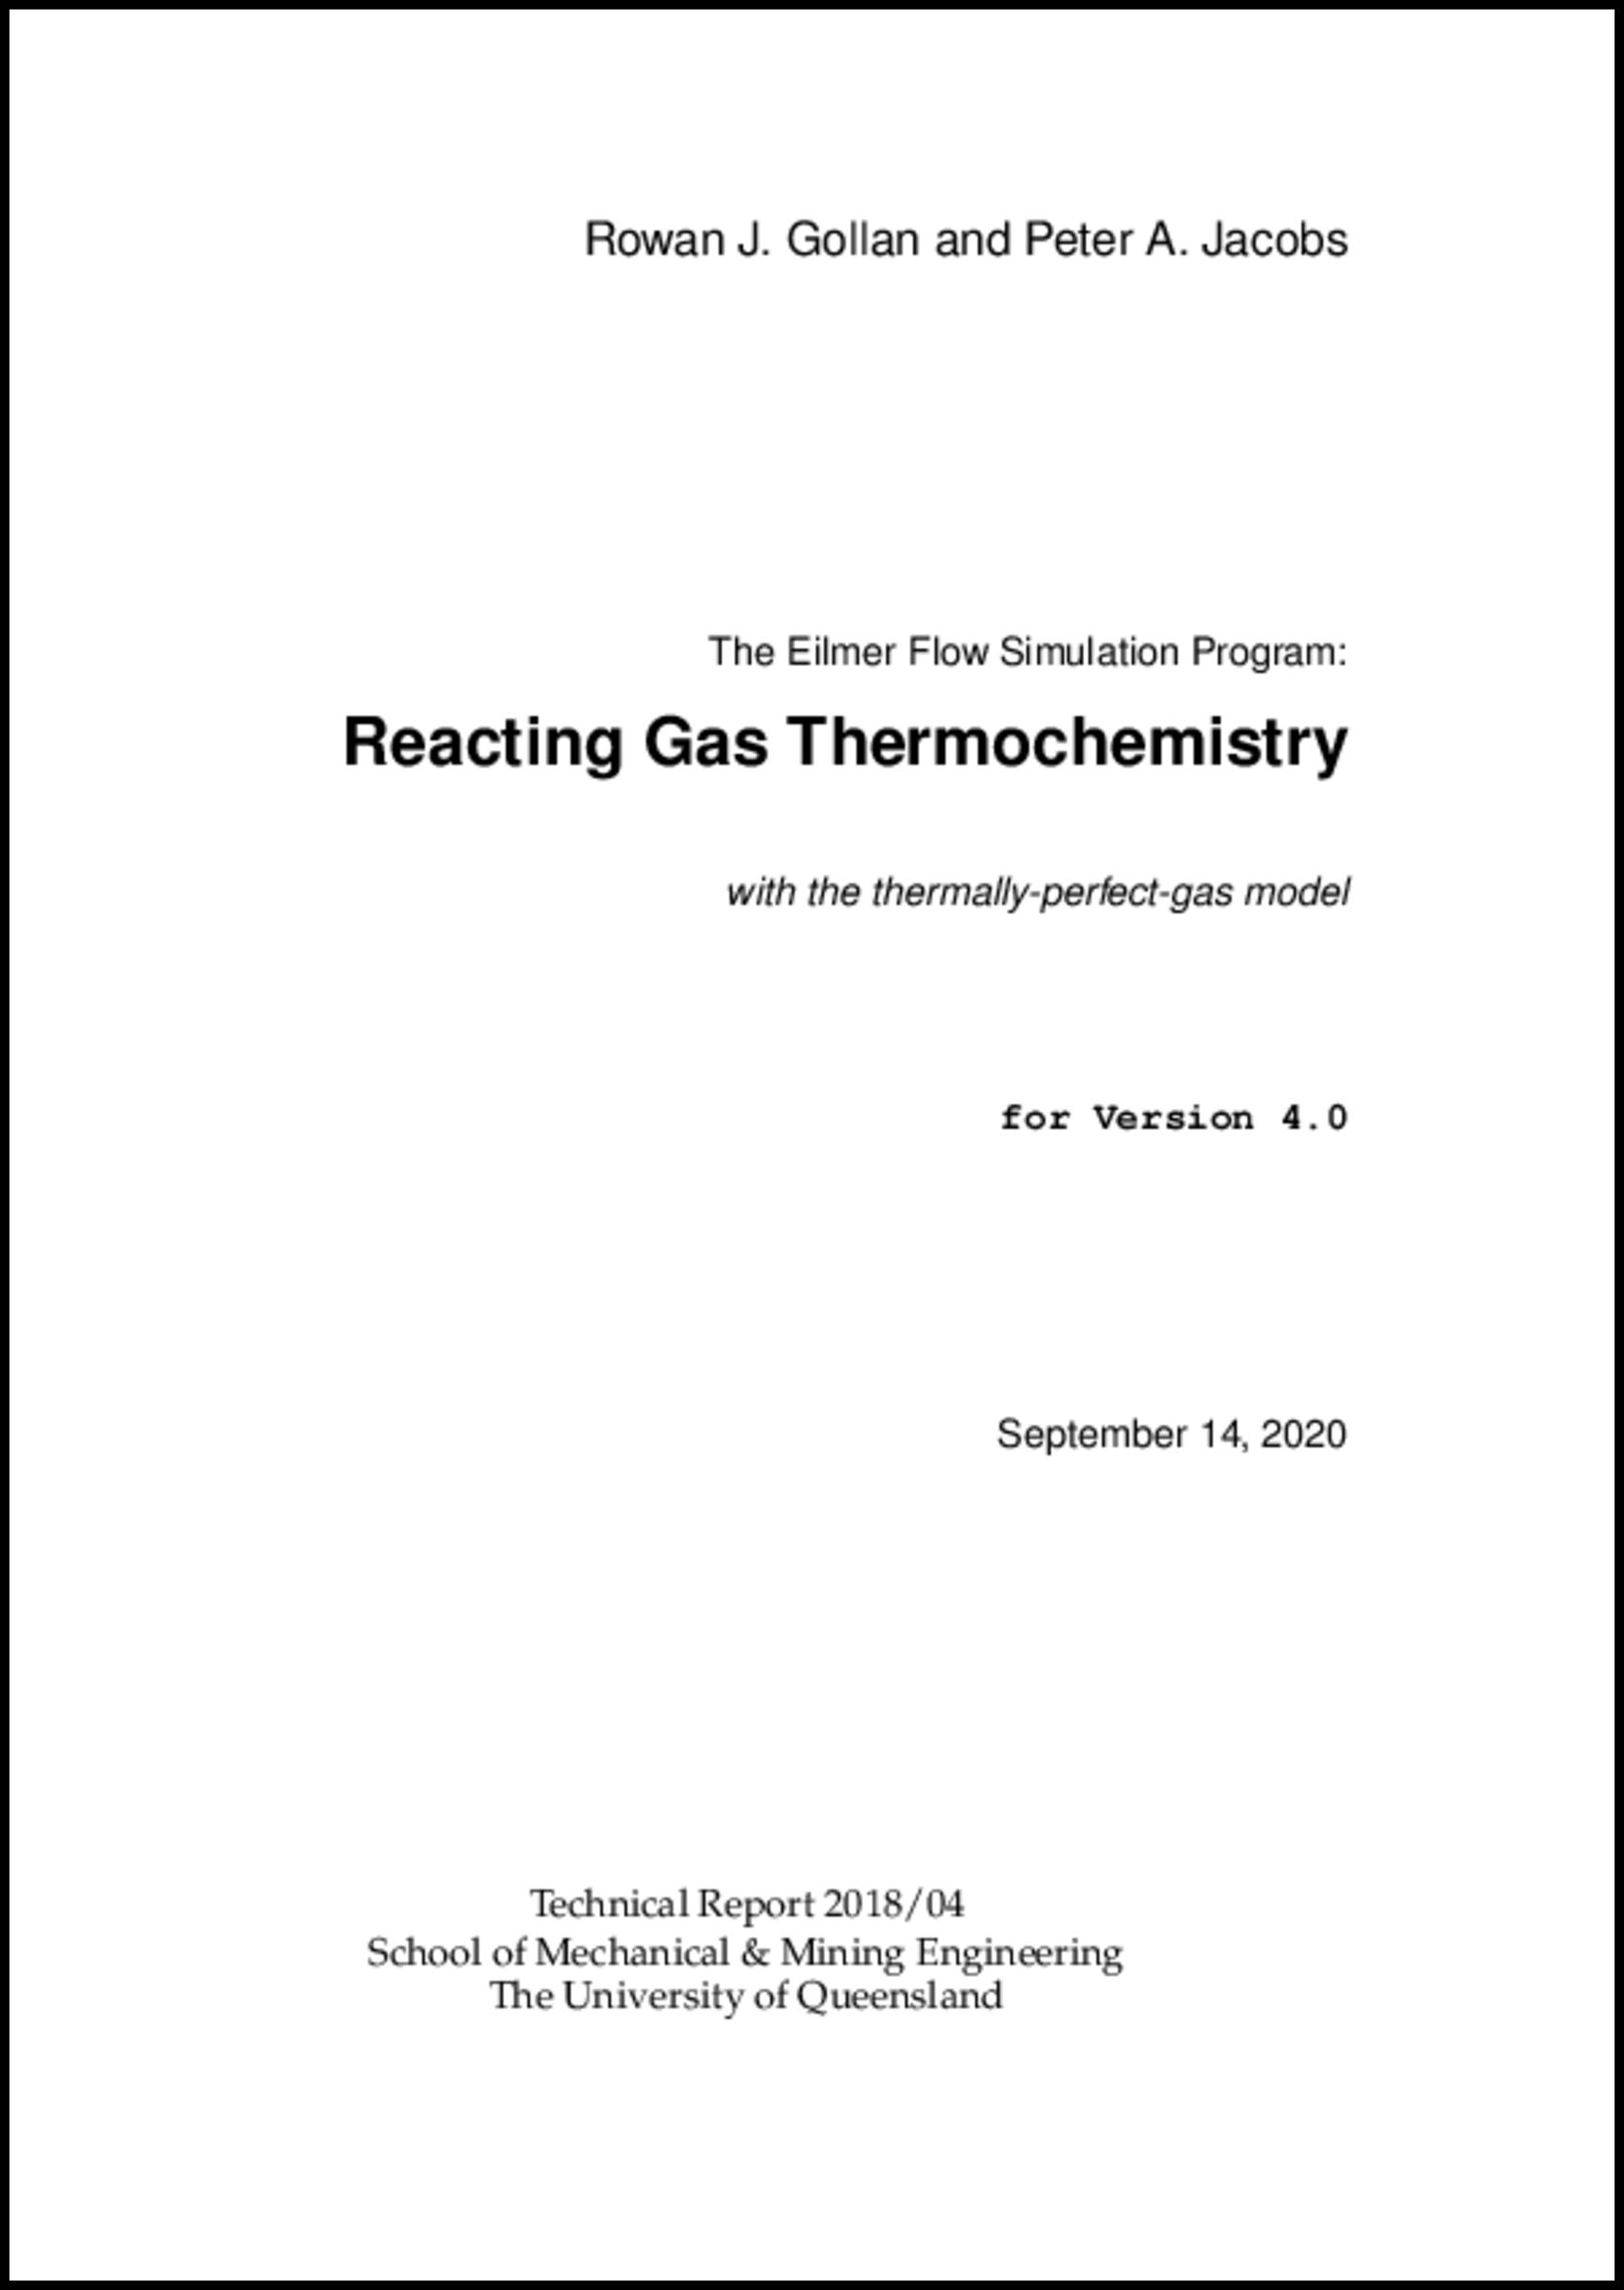 Rowan J. Gollan and Peter A. Jacobs
The Eilmer Flow Simulation Program:
Reacting Gas Thermochemistry
with the thermally-perfect-gas model
for Version 4.0
September 14, 2020
Technical Report 2018/04
School of Mechanical & Mining Engineering
The University of Queensland